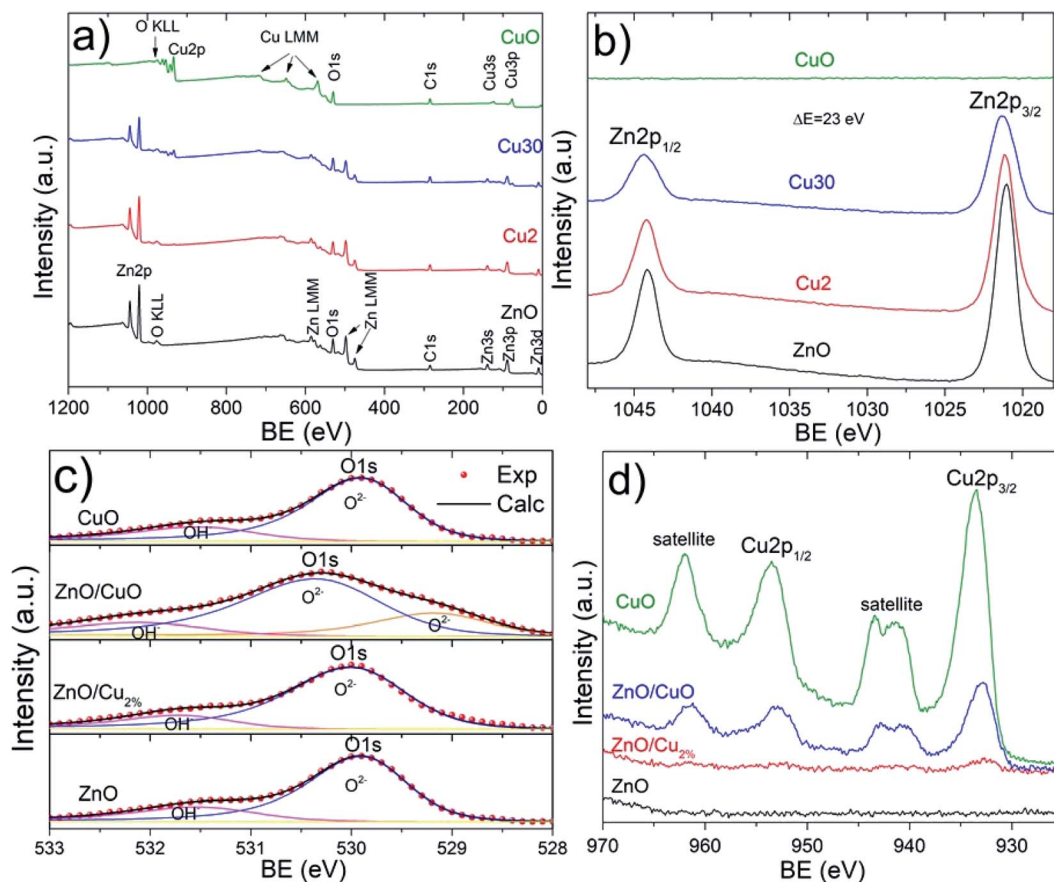 a)
O KLL
Cu2p
Cu LMM
O1s
C1s
Cu3s
Cu3p
CuO
Cu30
Cu2
Zn2p
O KLL
Zn LMM
O1s
Zn LMM
C1s
Zn3s
Zn3p
Zn3d
ZnO
Intensity (a.u.)
1200 1000 800 600 400 200 0
BE (eV)
b)
CuO
Zn2p3/2
ΔE=23 eV
Zn2p1/2
Cu30
Cu2
ZnO
Intensity (a.u.)
1045 1040 1035 1030 1025 1020
BE (eV)
c)
O1s
Exp
Calc
O2-
CuO
OH-
O1s
ZnO/CuO
O2-
O2-
OH-
O1s
O2-
ZnO/Cu2%
OH-
O1s
O2-
ZnO
OH-
Intensity (a.u.)
533 532 531 530 529 528
BE (eV)
d)
Cu2p3/2
satellite
Cu2p1/2
satellite
CuO
ZnO/CuO
ZnO/Cu2%
ZnO
Intensity (a.u.)
970 960 950 940 930
BE (eV)